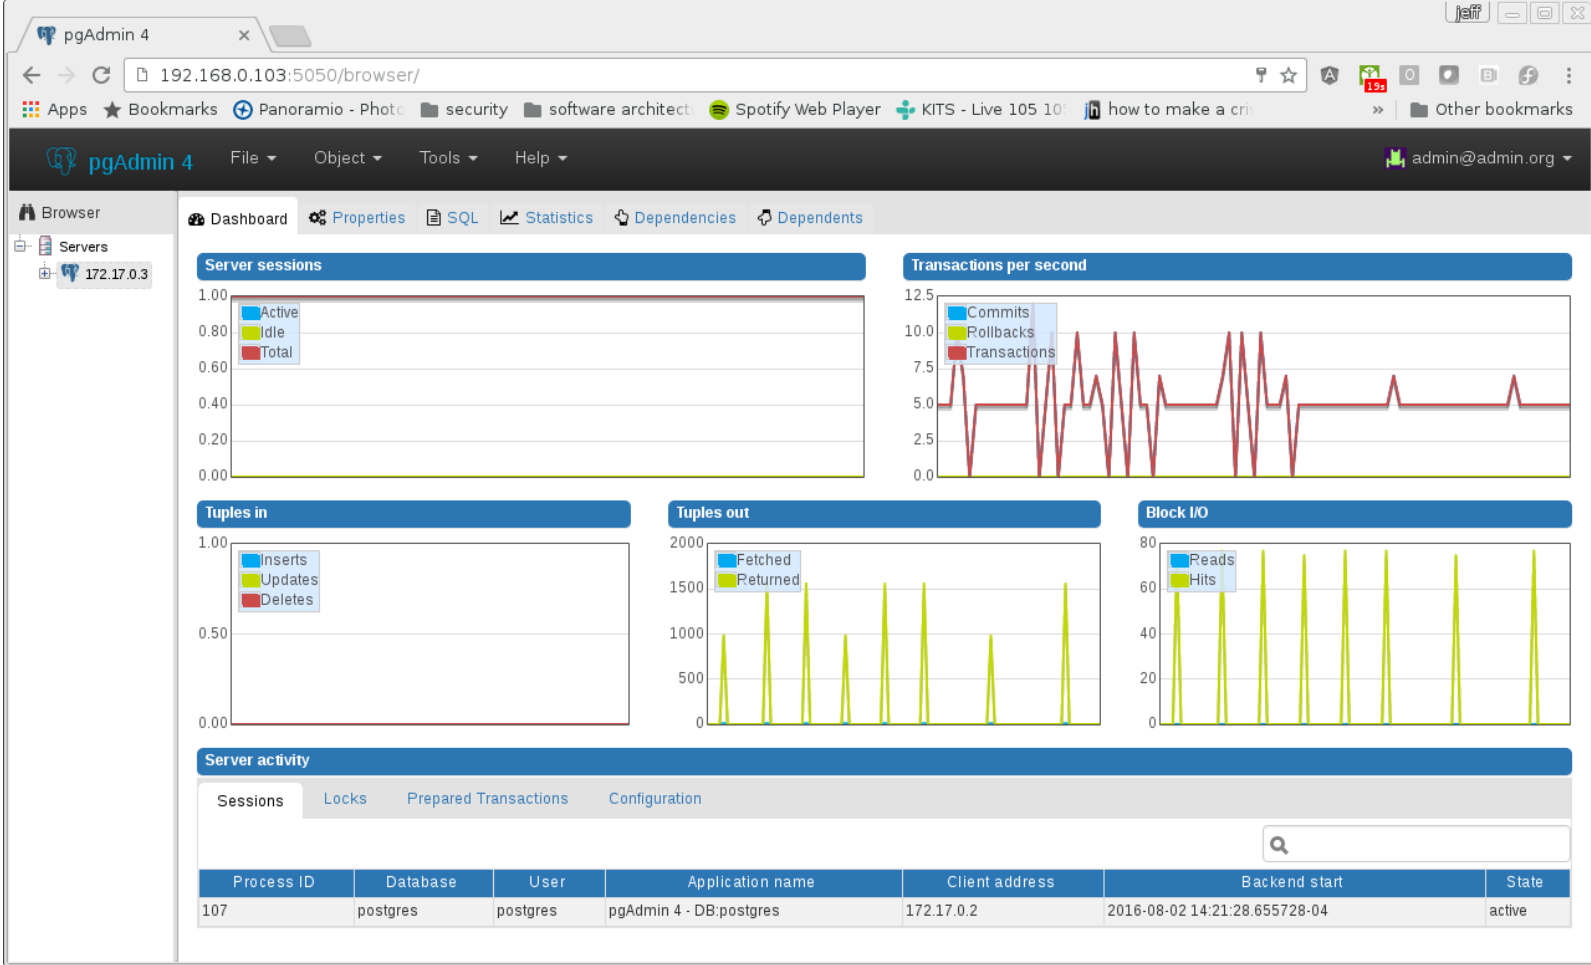 jeff
pgAdmin 4
192.168.0.103:5050/browser/
19s
Apps Bookmarks Panoramio - Photo security software architect Spotify Web Player KITS - Live 105 10 how to make a cri » Other bookmarks
pgAdmin 4 File Object Tools Help admin@admin.org
Browser
Dashboard Properties SQL Statistics Dependencies Dependents
Servers
172.17.0.3
Server sessions
1.00
0.80
0.60
0.40
0.20
0.00
Active
Idle
Total
Transactions per second
12.5
10.0
7.5
5.0
2.5
0.0
Commits
Rollbacks
Transactions
Tuples in
1.00
0.50
0.00
Inserts
Updates
Deletes
Tuples out
2000
1500
1000
500
0
Fetched
Returned
Block I/O
80
60
40
20
0
Reads
Hits
Server activity
Sessions Locks Prepared Transactions Configuration
Process ID Database User Application name Client address Backend start State
107 postgres postgres pgAdmin 4 - DB:postgres 172.17.0.2 2016-08-02 14:21:28.655728-04 active